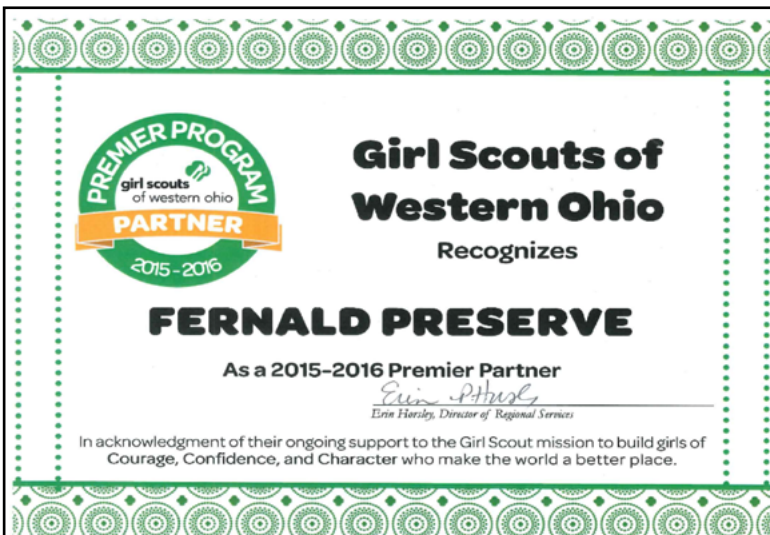 PREMIER PROGRAM
girl scouts
of western ohio
PARTNER
2015-2016
Girl Scouts of
Western Ohio
Recognizes
FERNALD PRESERVE
As a 2015-2016 Premier Partner
Erin P Horsley
Erin Horsley, Director of Regional Services
In acknowledgment of their ongoing support to the Girl Scout mission to build girls of
Courage, Confidence, and Character who make the world a better place.